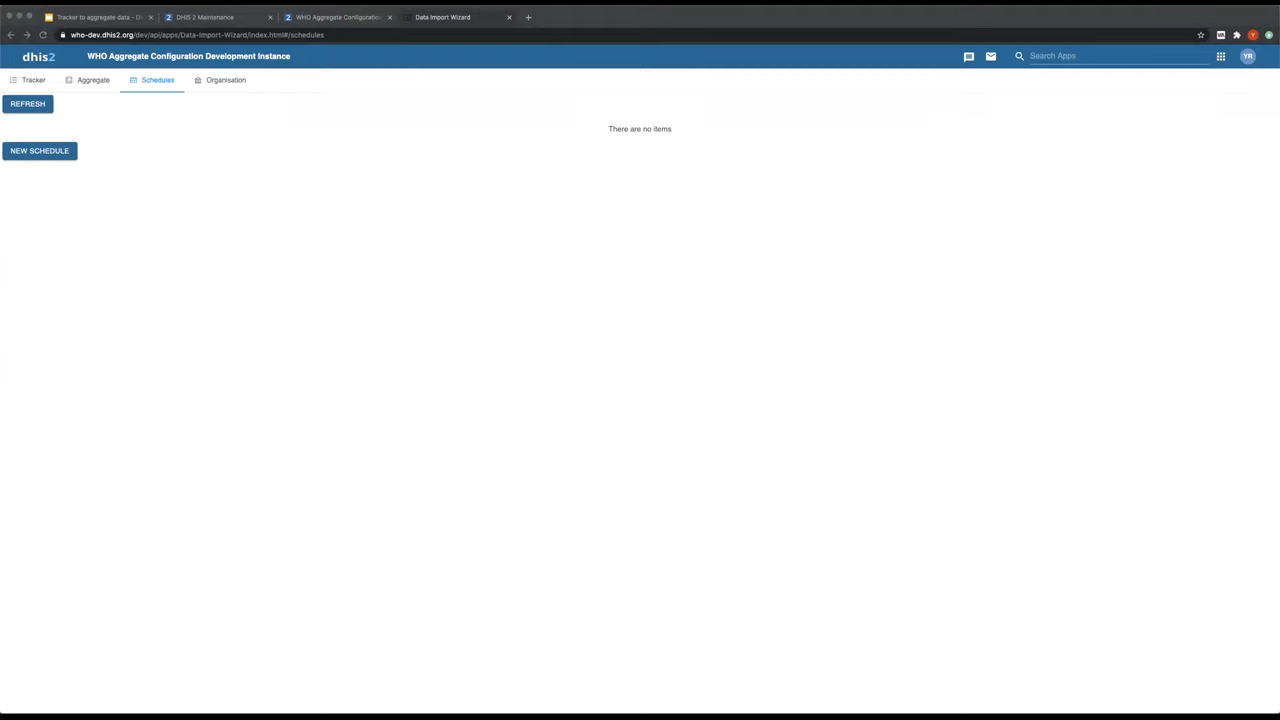 Tracker to aggregate data - D
DHIS 2 Maintenance
WHO Aggregate Configuration
Data Import Wizard
who-dev.dhis2.org/dev/api/apps/Data-Import-Wizard/index.html#/schedules
dhis2
WHO Aggregate Configuration Development Instance
Search Apps
YR
Tracker
Aggregate
Schedules
Organisation
REFRESH
There are no items
NEW SCHEDULE